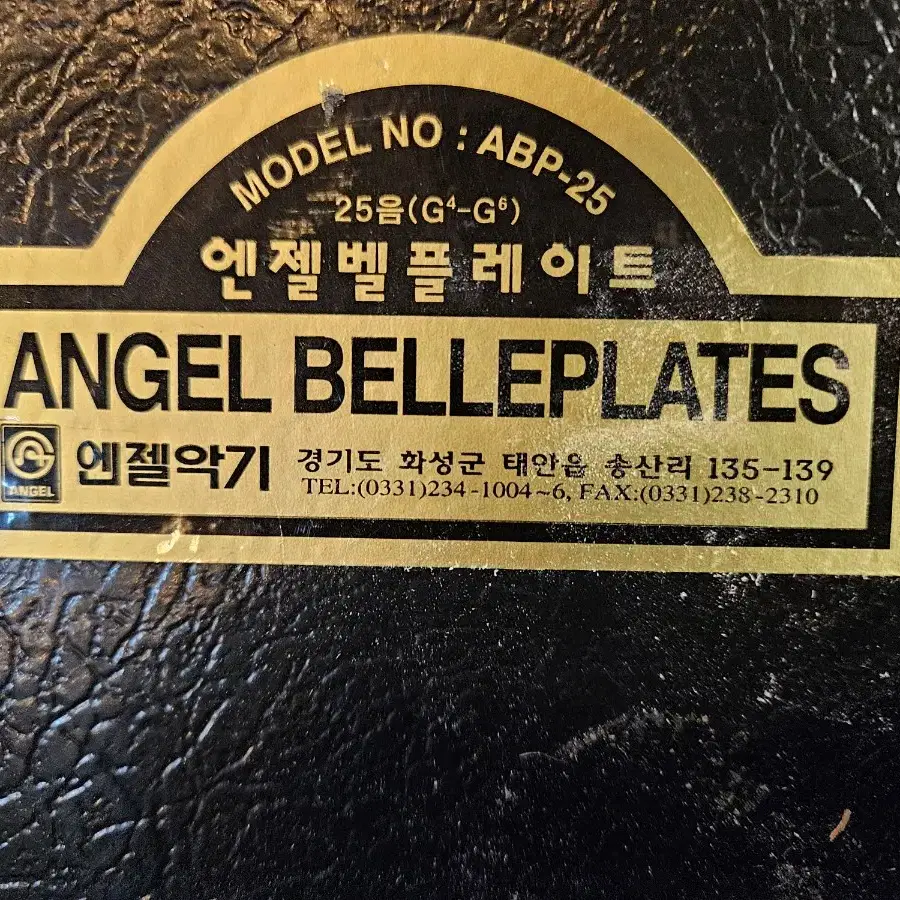 MODEL NO : ABP-25
25음(G⁴-G⁶)
엔젤벨플레이트
ANGEL BELLEPLATES
ANGEL
엔젤악기
경기도 화성군 태안읍 송산리 135-139
TEL:(0331)234-1004~6, FAX:(0331)238-2310